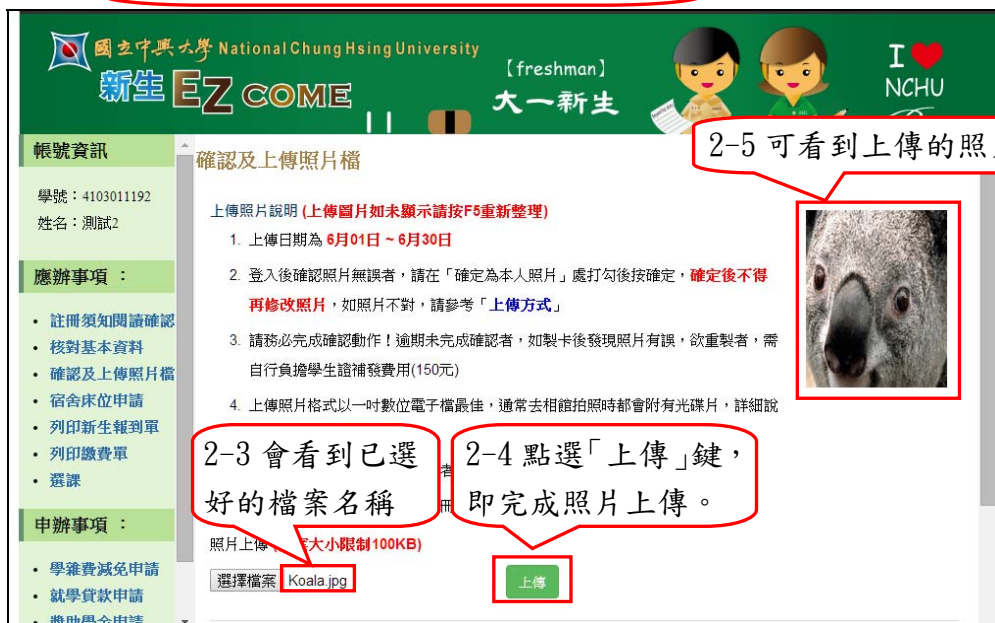 國立中興大學 National Chung Hsing University
新生 EZ COME
【freshman】
大一新生
I ❤
NCHU
帳號資訊
學號：4103011192
姓名：測試2
應辦事項 ：
• 註冊須知閱讀確認
• 核對基本資料
• 確認及上傳照片檔
• 宿舍床位申請
• 列印新生報到單
• 列印繳費單
• 選課
申辦事項 ：
• 學雜費減免申請
• 就學貸款申請
• 獎助學金申請
確認及上傳照片檔
2-5 可看到上傳的照
上傳照片說明 (上傳圖片如未顯示請按F5重新整理)
1. 上傳日期為 6月01日 ~ 6月30日
2. 登入後確認照片無誤者，請在「確定為本人照片」處打勾後按確定，確定後不得
再修改照片，如照片不對，請參考「上傳方式」
3. 請務必完成確認動作！逾期未完成確認者，如製卡後發現照片有誤，欲重製者，需
自行負擔學生證補發費用(150元)
4. 上傳照片格式以一吋數位電子檔最佳，通常去相館拍照時都會附有光碟片，詳細說
2-3 會看到已選
好的檔案名稱
2-4 點選「上傳」鍵，
即完成照片上傳。
照片上傳
大小限制100KB)
選擇檔案 Koala.jpg
上傳